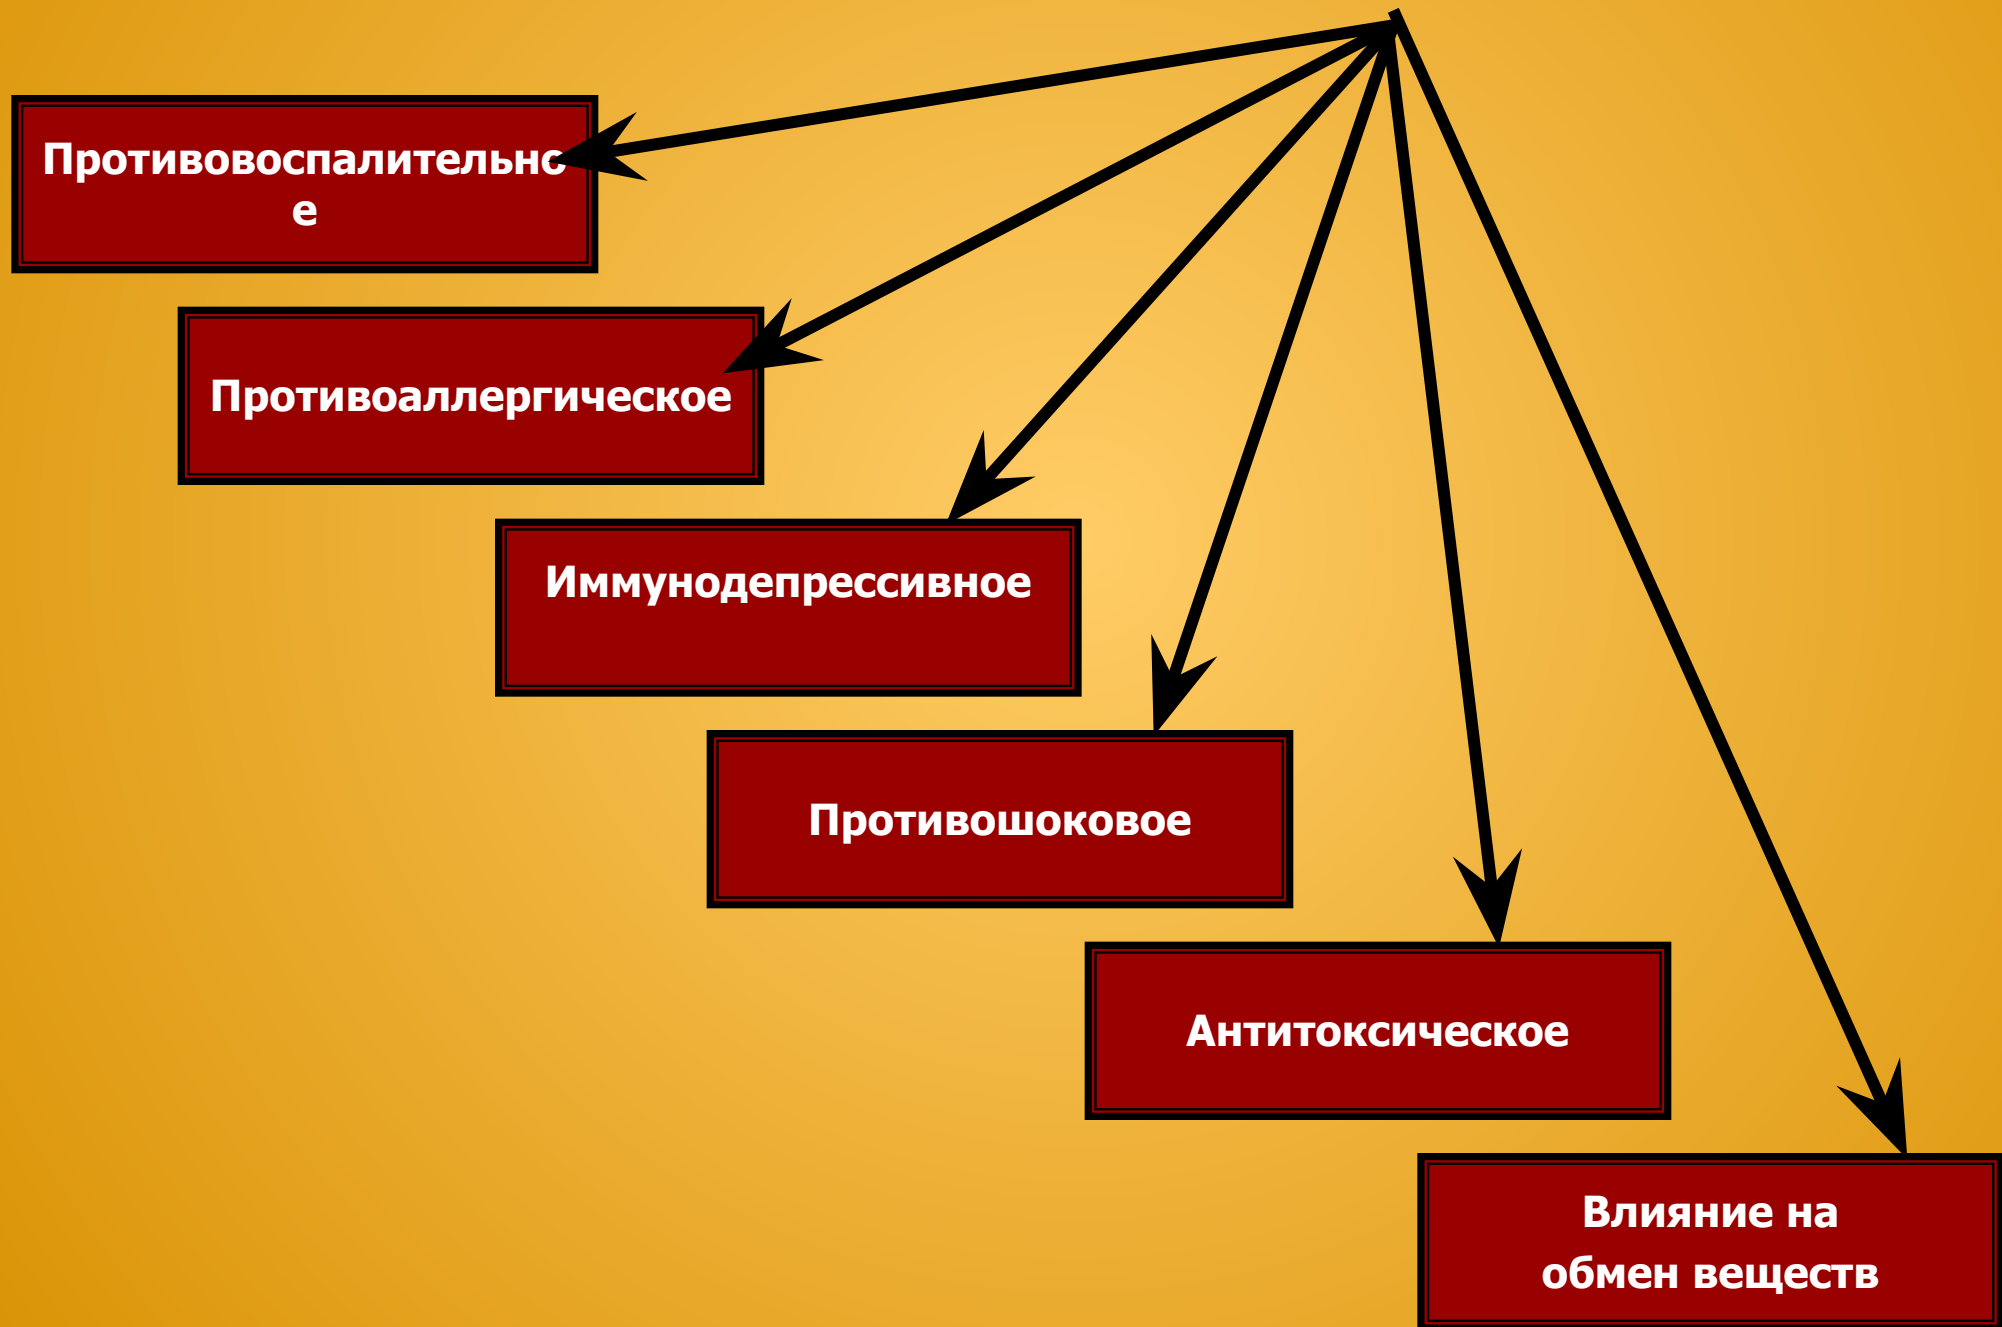 Противовоспалительно
е
Противоаллергическое
Иммунодепрессивное
Противошоковое
Антитоксическое
Влияние на
обмен веществ